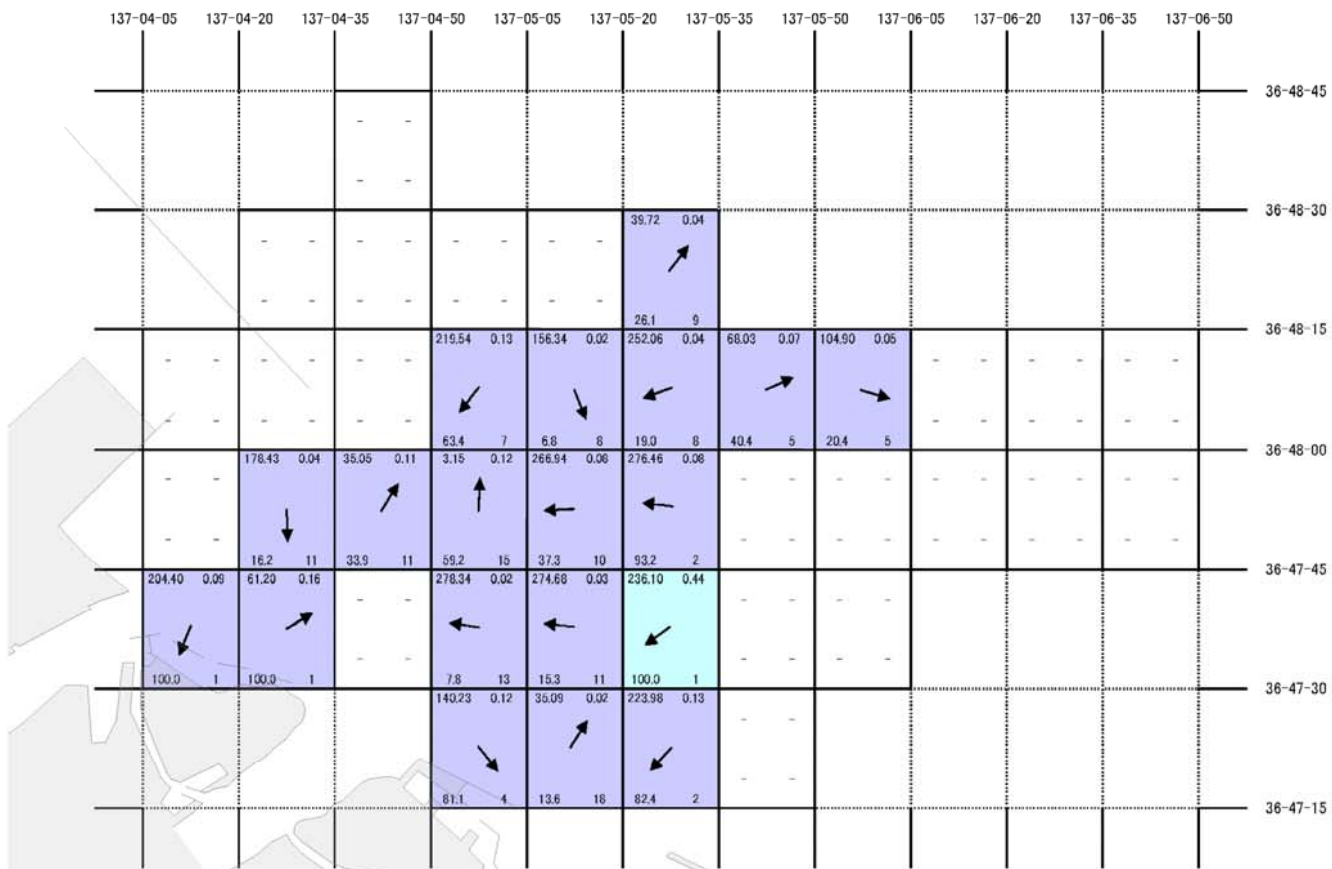 137-04-05 137-04-20 137-04-35 137-04-50 137-05-05 137-05-20 137-05-35 137-05-50 137-06-05 137-06-20 137-06-35 137-06-50
36-48-45
- -
- -
36-48-30
39.72 0.04
- - - - - - - -
- - - - - - - -
26.1 9
36-48-15
219.54 0.13 156.34 0.02 252.06 0.04 68.03 0.07 104.90 0.05
- - - - - - - - - - - -
- - - - - - - - - - - -
63.4 7 6.8 8 19.0 8 40.4 5 20.4 5
36-48-00
178.43 0.04 35.05 0.11 3.15 0.12 266.94 0.06 276.46 0.08
- - - - - - - - - - - -
- - - - - - - - - - - -
16.2 11 33.9 11 59.2 15 37.3 10 93.2 2
36-47-45
204.40 0.09 61.20 0.16 278.34 0.02 274.68 0.03 236.10 0.44
- - - - - -
- - - - - -
100.0 1 100.0 1 7.8 13 15.3 11 100.0 1
36-47-30
140.23 0.12 35.09 0.02 223.98 0.13
- -
- -
81.1 4 13.6 18 82.4 2
36-47-15